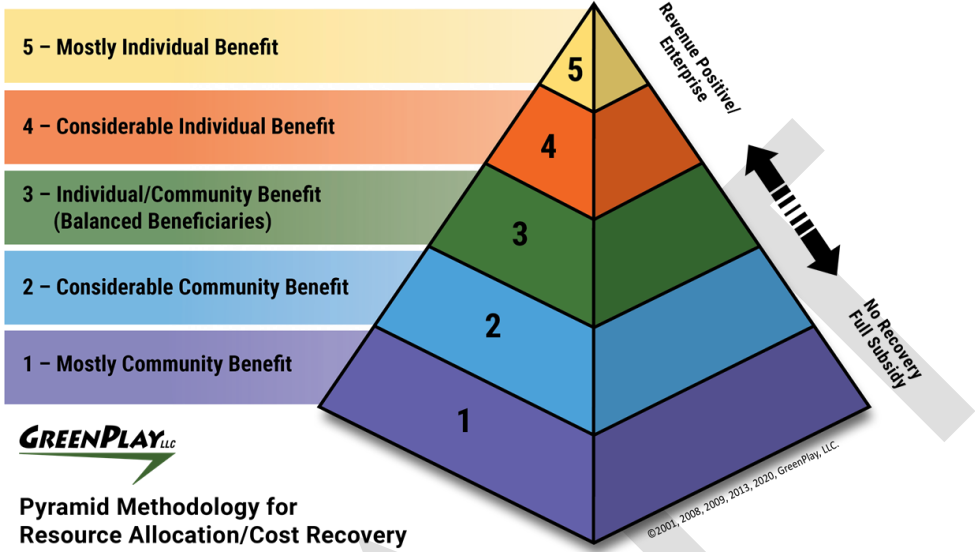 5 – Mostly Individual Benefit
4 – Considerable Individual Benefit
3 – Individual/Community Benefit
(Balanced Beneficiaries)
2 – Considerable Community Benefit
1 – Mostly Community Benefit
5
4
3
2
1
Revenue Positive/
Enterprise
No Recovery
Full Subsidy
GREENPLAY LLC
Pyramid Methodology for
Resource Allocation/Cost Recovery
©2001, 2008, 2009, 2013, 2020, GreenPlay, LLC.